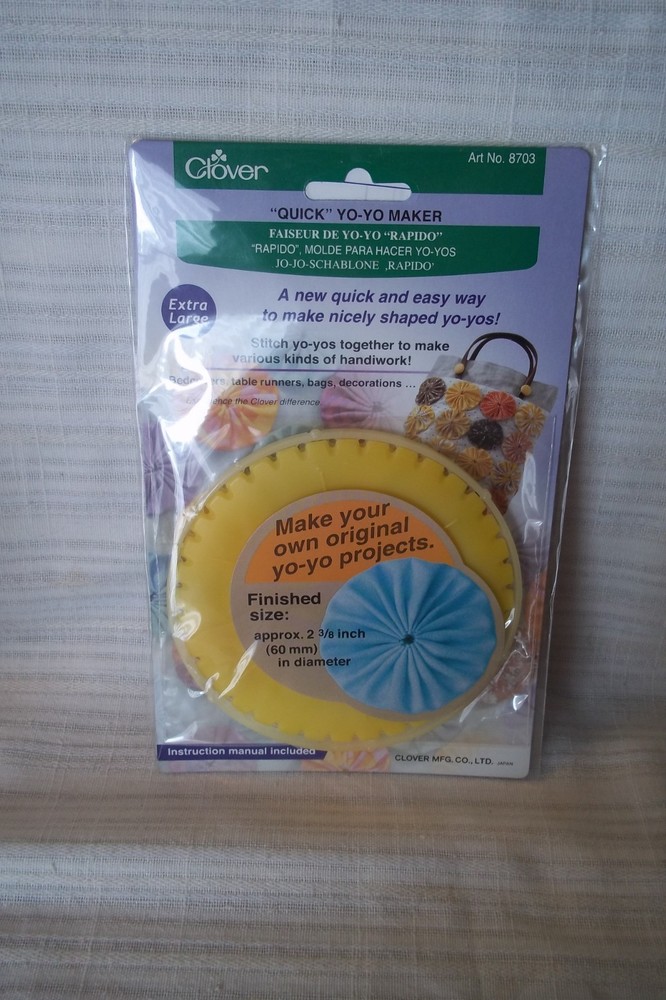 Clover
Art No. 8703
"QUICK" YO-YO MAKER
FAISEUR DE YO-YO "RAPIDO"
"RAPIDO", MOLDE PARA HACER YO-YOS
JO-JO-SCHABLONE ‚RAPIDO'
Extra
Large
A new quick and easy way
to make nicely shaped yo-yos!
Stitch yo-yos together to make
various kinds of handiwork!
table runners, bags, decorations ...
the Clover difference.
Make your
own original
yo-yo projects.
Finished
size:
approx. 2 3/8 inch
(60 mm)
in diameter
Instruction manual included
CLOVER MFG. CO., LTD. JAPAN